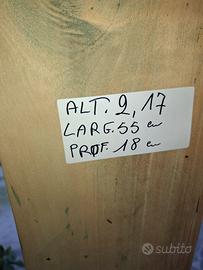 ALT. 2,17
LARG. 55 cm
PROF. 18 cm
subito